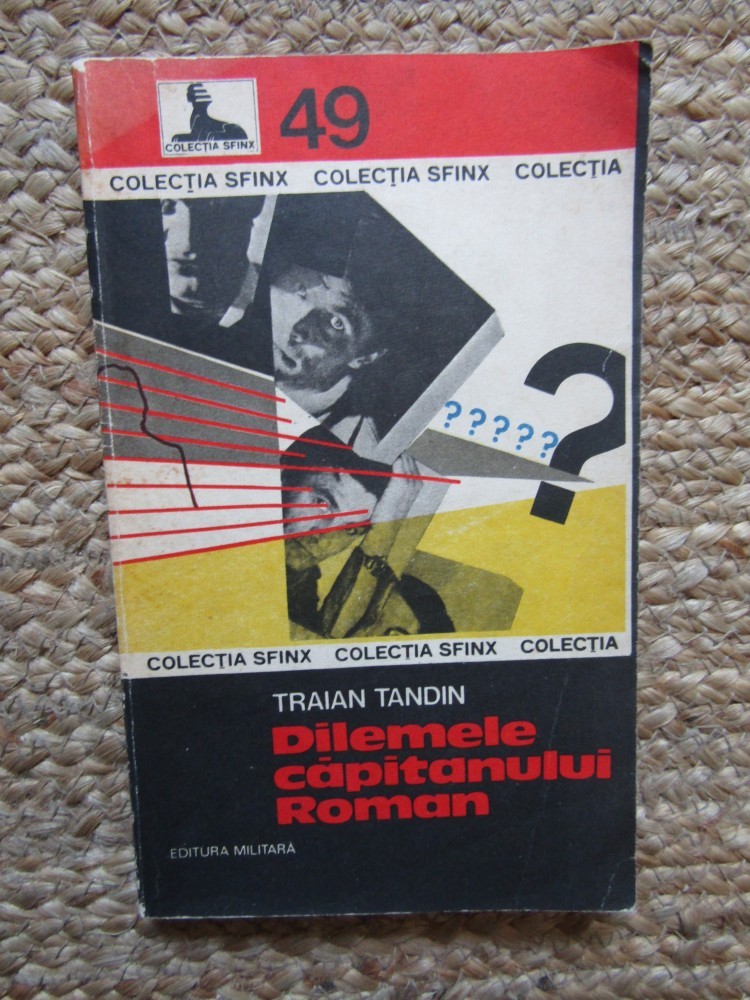 COLECȚIA SFINX
49
COLECȚIA SFINX COLECȚIA SFINX COLECȚIA
?????
?
COLECȚIA SFINX COLECȚIA SFINX COLECȚIA
TRAIAN TANDIN
Dilemele
căpitanului
Roman
EDITURA MILITARĂ